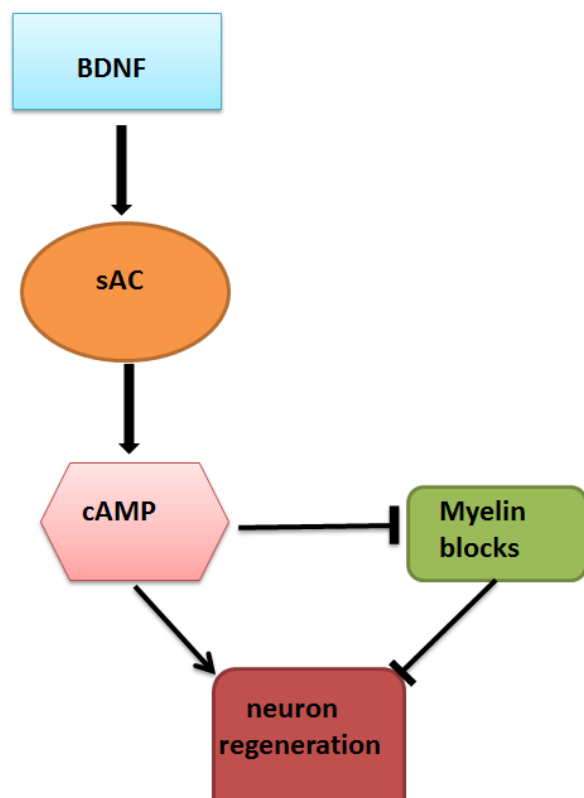 BDNF
sAC
cAMP
Myelin
blocks
neuron
regeneration